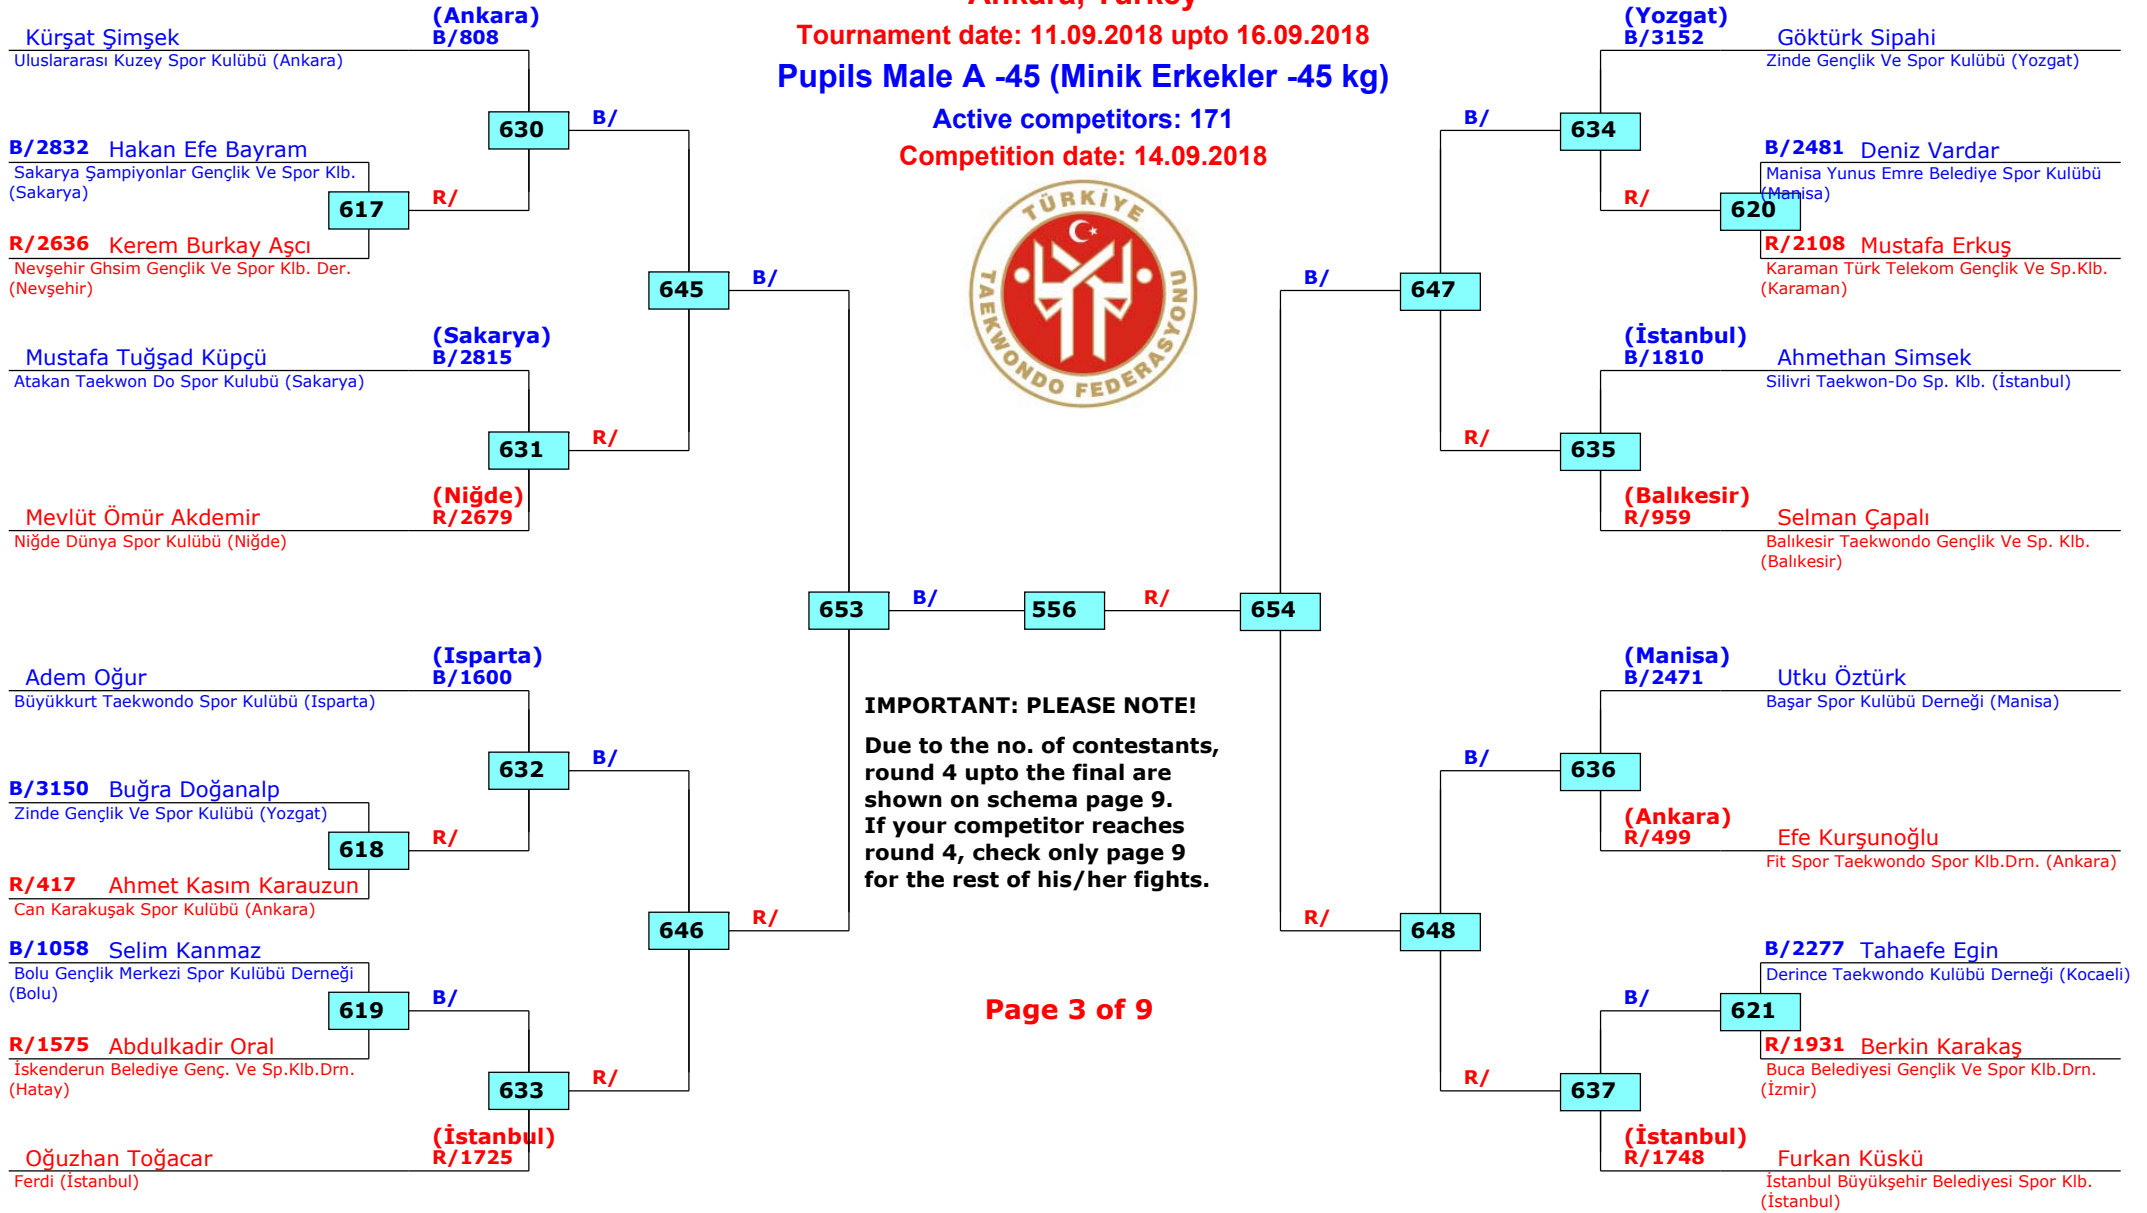 Ankara, Turkey
Tournament date: 11.09.2018 upto 16.09.2018
Pupils Male A -45 (Minik Erkekler -45 kg)
Active competitors: 171
Competition date: 14.09.2018
TÜRKİYE
TAEKWONDO FEDERASYONU
(Ankara)
Kürşat Şimşek B/808
Uluslararası Kuzey Spor Kulübü (Ankara)
630
B/
B/2832 Hakan Efe Bayram
Sakarya Şampiyonlar Gençlik Ve Spor Klb.
(Sakarya)
617
R/
R/2636 Kerem Burkay Aşcı
Nevşehir Ghsim Gençlik Ve Spor Klb. Der.
(Nevşehir)
645
B/
(Sakarya)
Mustafa Tuğşad Küpçü B/2815
Atakan Taekwon Do Spor Kulubü (Sakarya)
631
R/
(Niğde)
Mevlüt Ömür Akdemir R/2679
Niğde Dünya Spor Kulübü (Niğde)
653
B/
556
R/
654
(Isparta)
Adem Oğur B/1600
Büyükkurt Taekwondo Spor Kulübü (Isparta)
632
B/
B/3150 Buğra Doğanalp
Zinde Gençlik Ve Spor Kulübü (Yozgat)
618
R/
R/417 Ahmet Kasım Karauzun
Can Karakuşak Spor Kulübü (Ankara)
646
R/
B/1058 Selim Kanmaz
Bolu Gençlik Merkezi Spor Kulübü Derneği
(Bolu)
619
B/
R/1575 Abdulkadir Oral
İskenderun Belediye Genç. Ve Sp.Klb.Drn.
(Hatay)
633
R/
(İstanbul)
Oğuzhan Toğacar R/1725
Ferdi (İstanbul)
IMPORTANT: PLEASE NOTE!
Due to the no. of contestants,
round 4 upto the final are
shown on schema page 9.
If your competitor reaches
round 4, check only page 9
for the rest of his/her fights.
Page 3 of 9
(Yozgat)
B/3152 Göktürk Sipahi
Zinde Gençlik Ve Spor Kulübü (Yozgat)
B/
634
B/2481 Deniz Vardar
Manisa Yunus Emre Belediye Spor Kulübü
(Manisa)
R/
620
R/2108 Mustafa Erkuş
Karaman Türk Telekom Gençlik Ve Sp.Klb.
(Karaman)
B/
647
(İstanbul)
B/1810 Ahmethan Simsek
Silivri Taekwon-Do Sp. Klb. (İstanbul)
R/
635
(Balıkesir)
R/959 Selman Çapalı
Balıkesir Taekwondo Gençlik Ve Sp. Klb.
(Balıkesir)
(Manisa)
B/2471 Utku Öztürk
Başar Spor Kulübü Derneği (Manisa)
B/
636
(Ankara)
R/499 Efe Kurşunoğlu
Fit Spor Taekwondo Spor Klb.Drn. (Ankara)
R/
648
B/2277 Tahaefe Egin
Derince Taekwondo Kulübü Derneği (Kocaeli)
B/
621
R/1931 Berkin Karakaş
Buca Belediyesi Gençlik Ve Spor Klb.Drn.
(İzmir)
R/
637
(İstanbul)
R/1748 Furkan Küskü
İstanbul Büyükşehir Belediyesi Spor Klb.
(İstanbul)